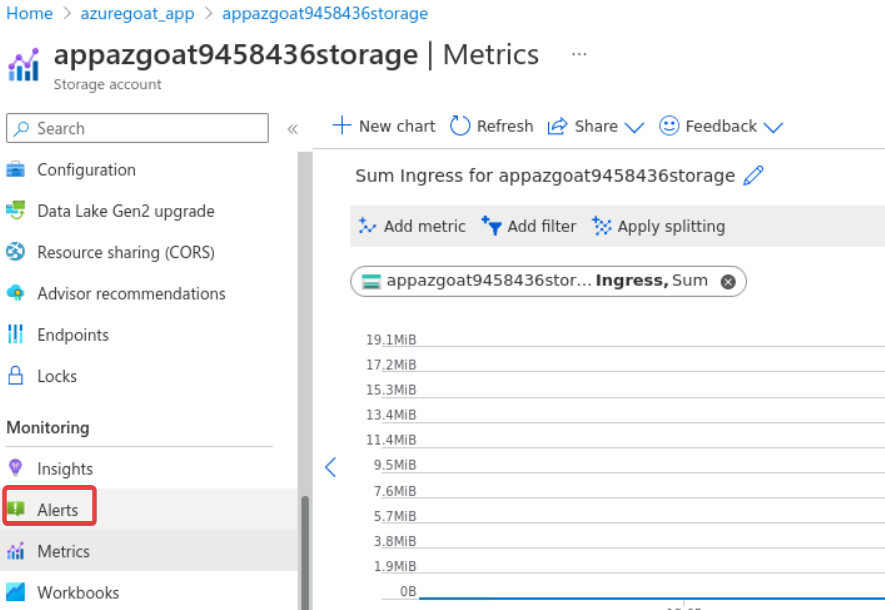 Home > azuregoat_app > appazgoat9458436storage
appazgoat9458436storage | Metrics ...
Storage account
Search
«
New chart Refresh Share Feedback
Configuration
Data Lake Gen2 upgrade
Resource sharing (CORS)
Advisor recommendations
Endpoints
Locks
Monitoring
Insights
Alerts
Metrics
Workbooks
Sum Ingress for appazgoat9458436storage
Add metric Add filter Apply splitting
appazgoat9458436stor... Ingress, Sum
19.1MiB
17.2MiB
15.3MiB
13.4MiB
11.4MiB
9.5MiB
7.6MiB
5.7MiB
3.8MiB
1.9MiB
0B